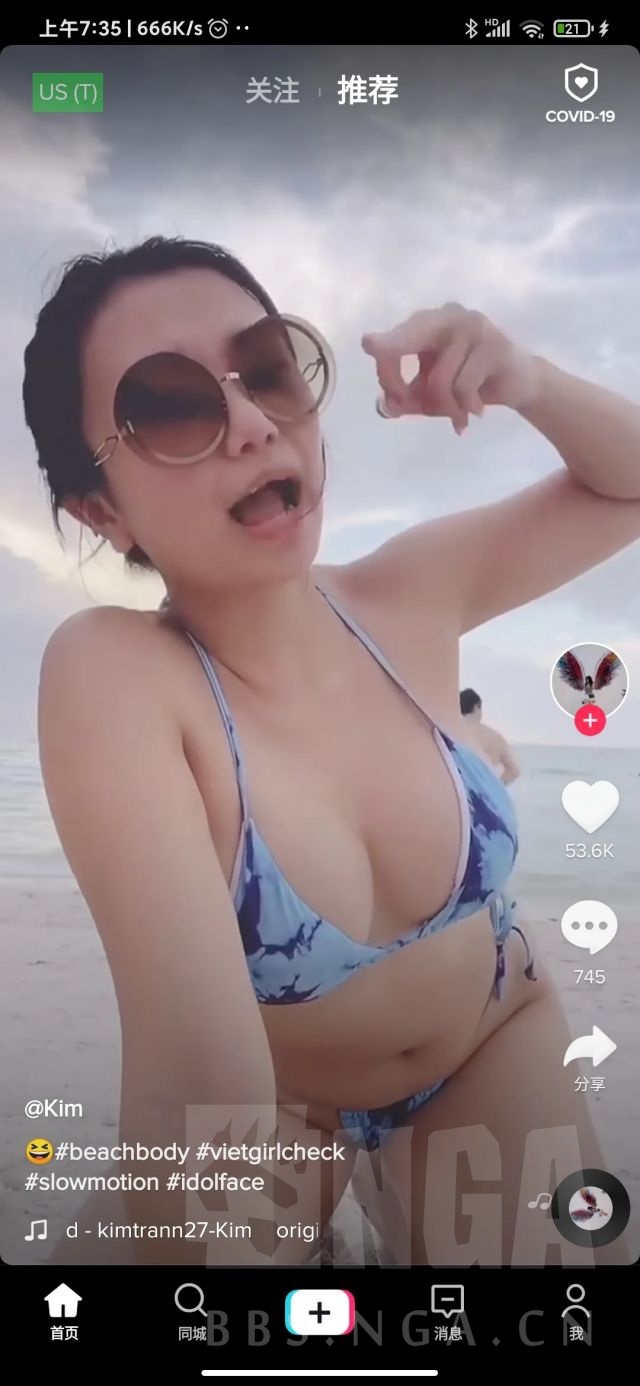 上午7:35 | 666K/s
HD
21
US (T)
关注
推荐
COVID-19
53.6K
745
分享
@Kim
😆#beachbody #vietgirlcheck
#slowmotion #idolface
d - kimtrann27-Kim origi
NGA
首页
同城
消息
我
BBS.NGA.CN